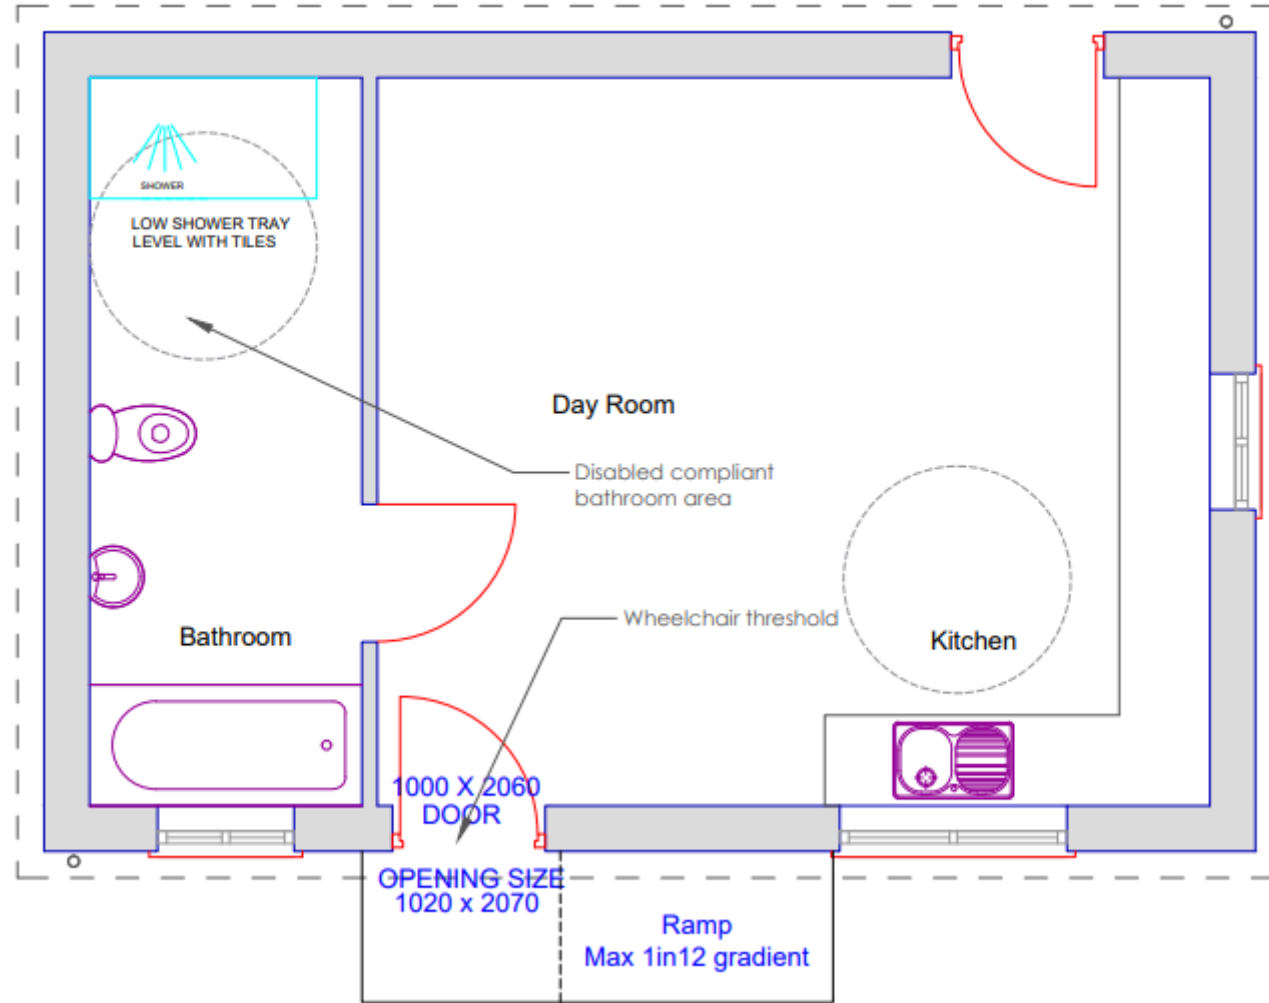 SHOWER
LOW SHOWER TRAY
LEVEL WITH TILES
Day Room
Disabled compliant
bathroom area
Wheelchair threshold
Bathroom
Kitchen
1000 X 2060
DOOR
OPENING SIZE
1020 x 2070
Ramp
Max 1in12 gradient